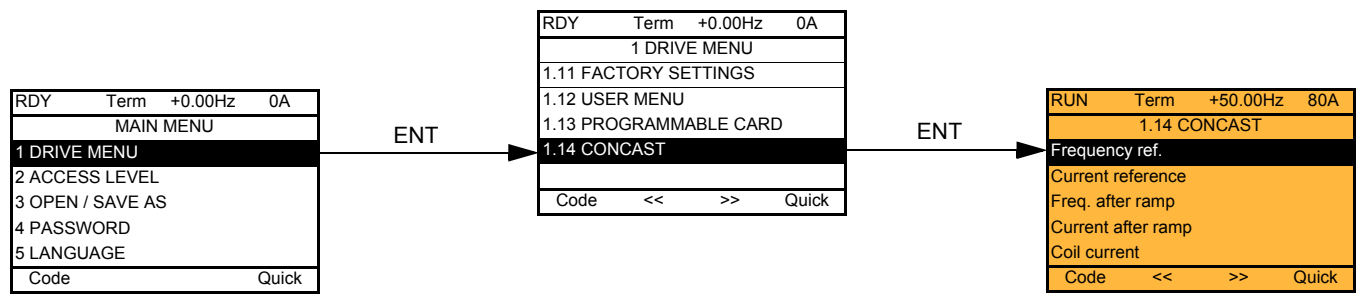 RDY Term +0.00Hz 0A
MAIN MENU
1 DRIVE MENU
2 ACCESS LEVEL
3 OPEN / SAVE AS
4 PASSWORD
5 LANGUAGE
Code Quick
ENT
RDY Term +0.00Hz 0A
1 DRIVE MENU
1.11 FACTORY SETTINGS
1.12 USER MENU
1.13 PROGRAMMABLE CARD
1.14 CONCAST
Code << >> Quick
ENT
RUN Term +50.00Hz 80A
1.14 CONCAST
Frequency ref.
Current reference
Freq. after ramp
Current after ramp
Coil current
Code << >> Quick